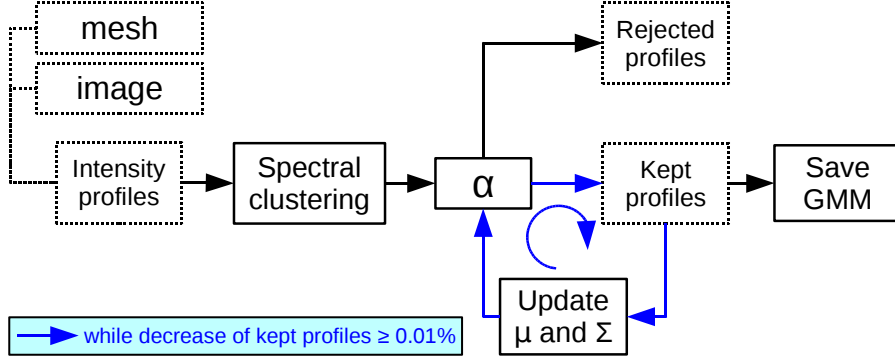 mesh
image
Intensity
profiles
Spectral
clustering
α
Rejected
profiles
Kept
profiles
Save
GMM
Update
μ and Σ
while decrease of kept profiles ≥ 0.01%